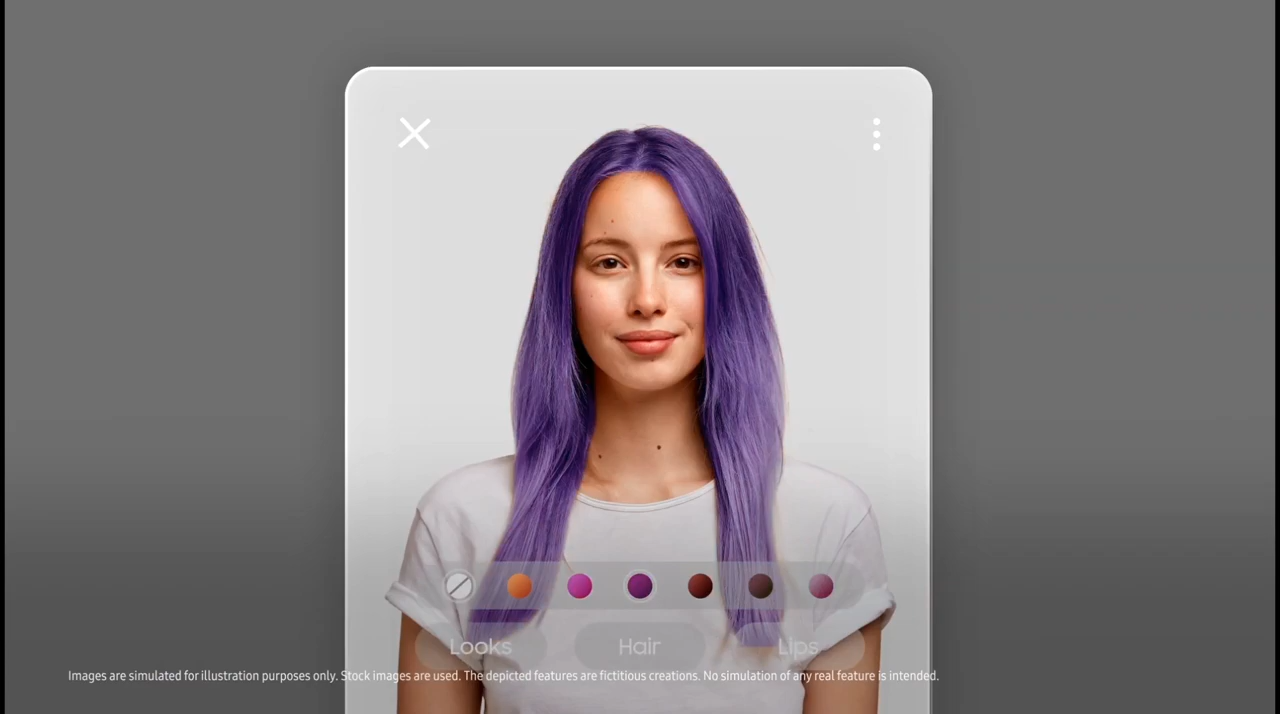 Looks Hair Lips
Images are simulated for illustration purposes only. Stock images are used. The depicted features are fictitious creations. No simulation of any real feature is intended.